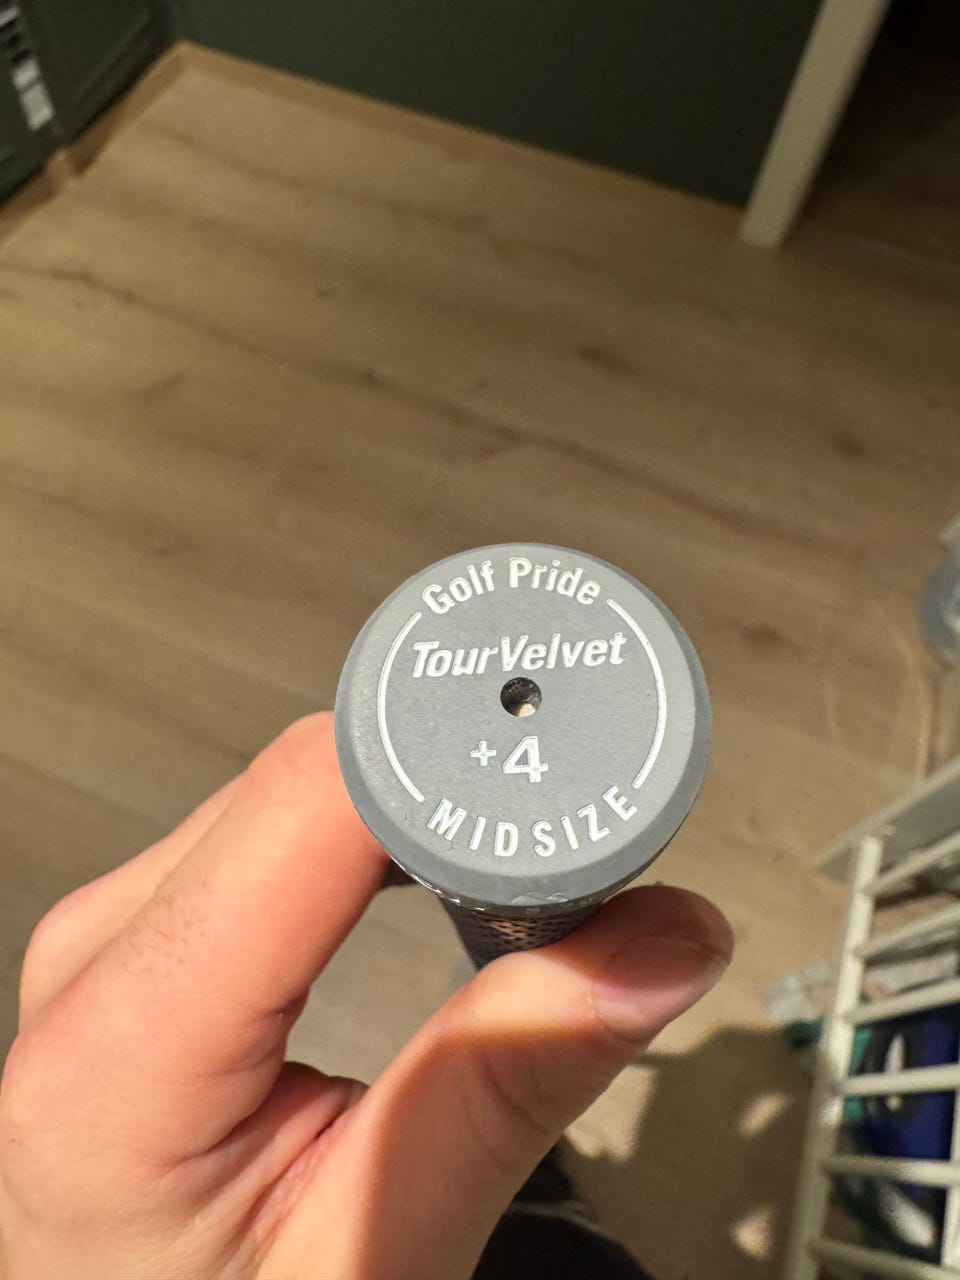 Golf Pride
TourVelvet
+4
MIDSIZE